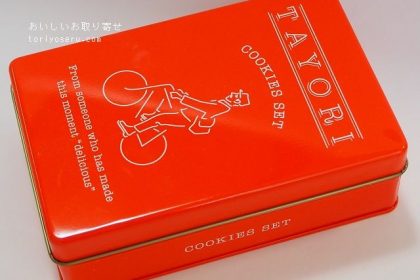 おいしいお取り寄せ
toriyoseru.com
TAYORI
COOKIES SET
From someone who has made
this moment "delicious"
COOKIES SET